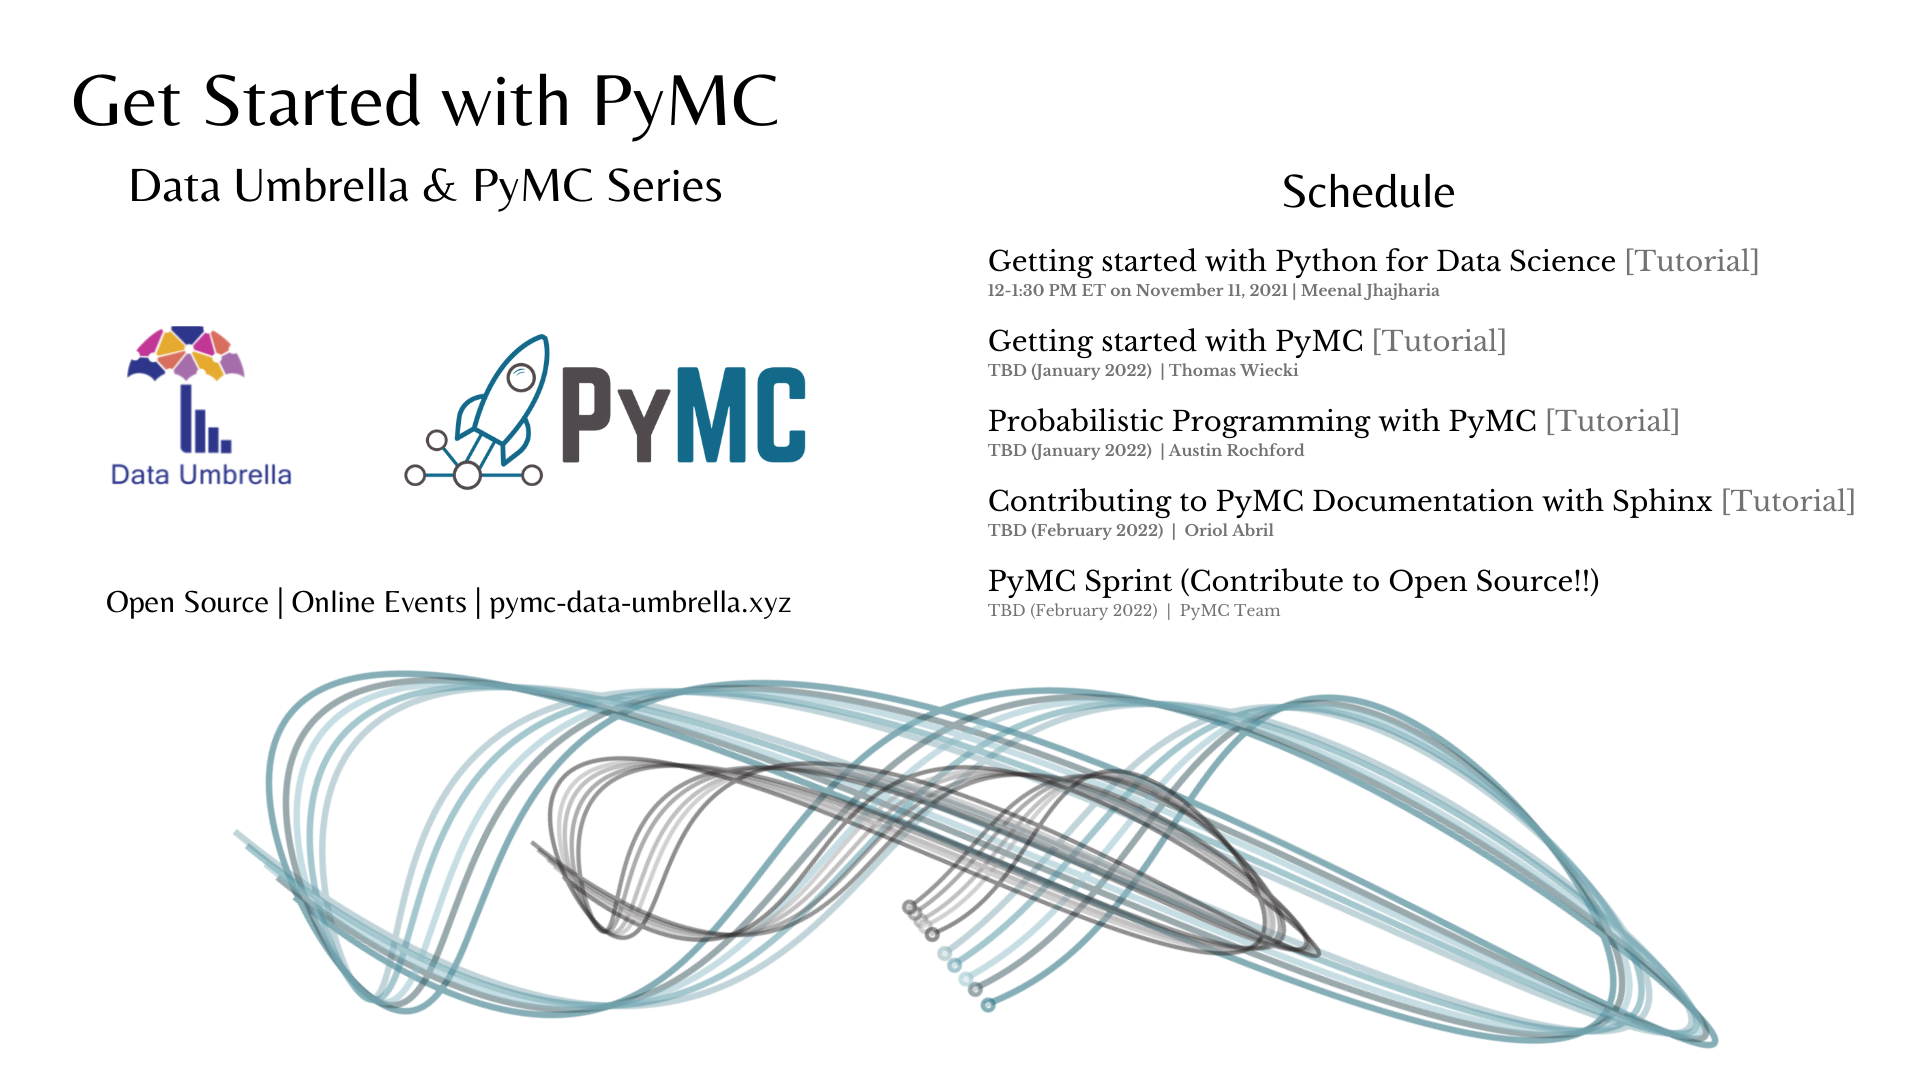 Get Started with PyMC
Data Umbrella & PyMC Series
Data Umbrella
PyMC
Open Source | Online Events | pymc-data-umbrella.xyz
Schedule
Getting started with Python for Data Science [Tutorial]
12-1:30 PM ET on November 11, 2021 | Meenal Jhajharia
Getting started with PyMC [Tutorial]
TBD (January 2022) | Thomas Wiecki
Probabilistic Programming with PyMC [Tutorial]
TBD (January 2022) | Austin Rochford
Contributing to PyMC Documentation with Sphinx [Tutorial]
TBD (February 2022) | Oriol Abril
PyMC Sprint (Contribute to Open Source!!)
TBD (February 2022) | PyMC Team